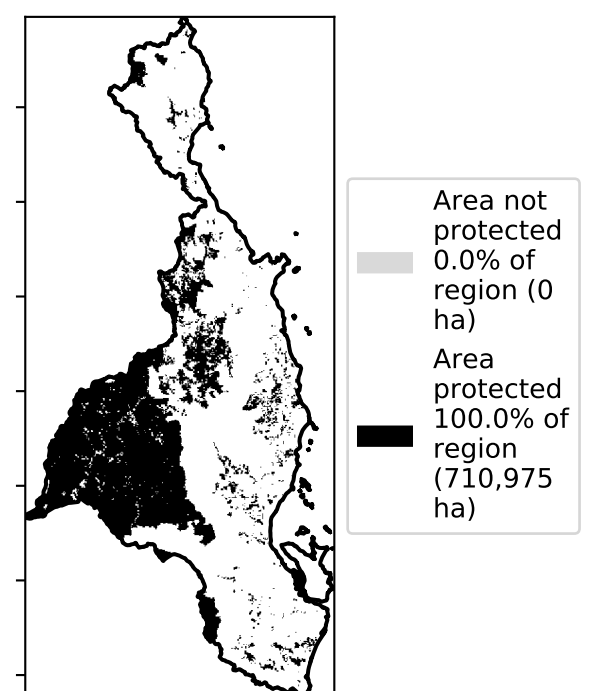 Area not
protected
0.0% of
region (0
ha)
Area
protected
100.0% of
region
(710,975
ha)